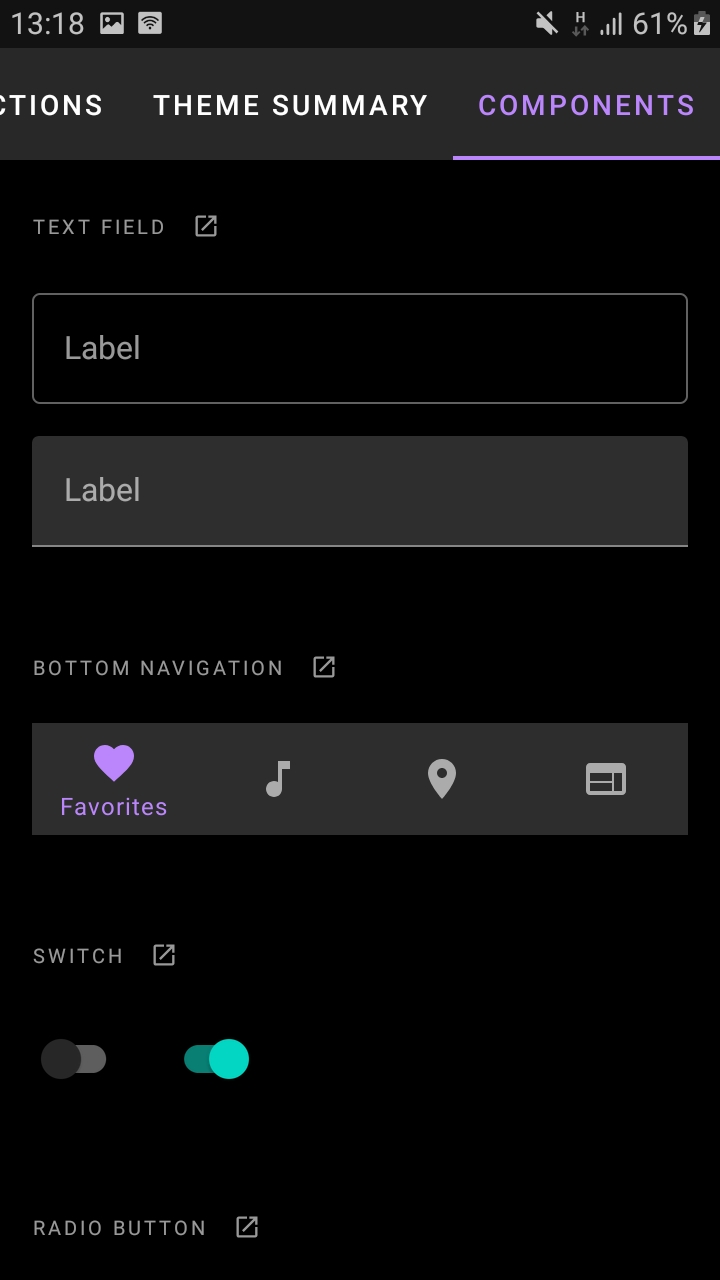 13:18 H 61%
CTIONS THEME SUMMARY COMPONENTS
TEXT FIELD
Label
Label
BOTTOM NAVIGATION
Favorites
SWITCH
RADIO BUTTON